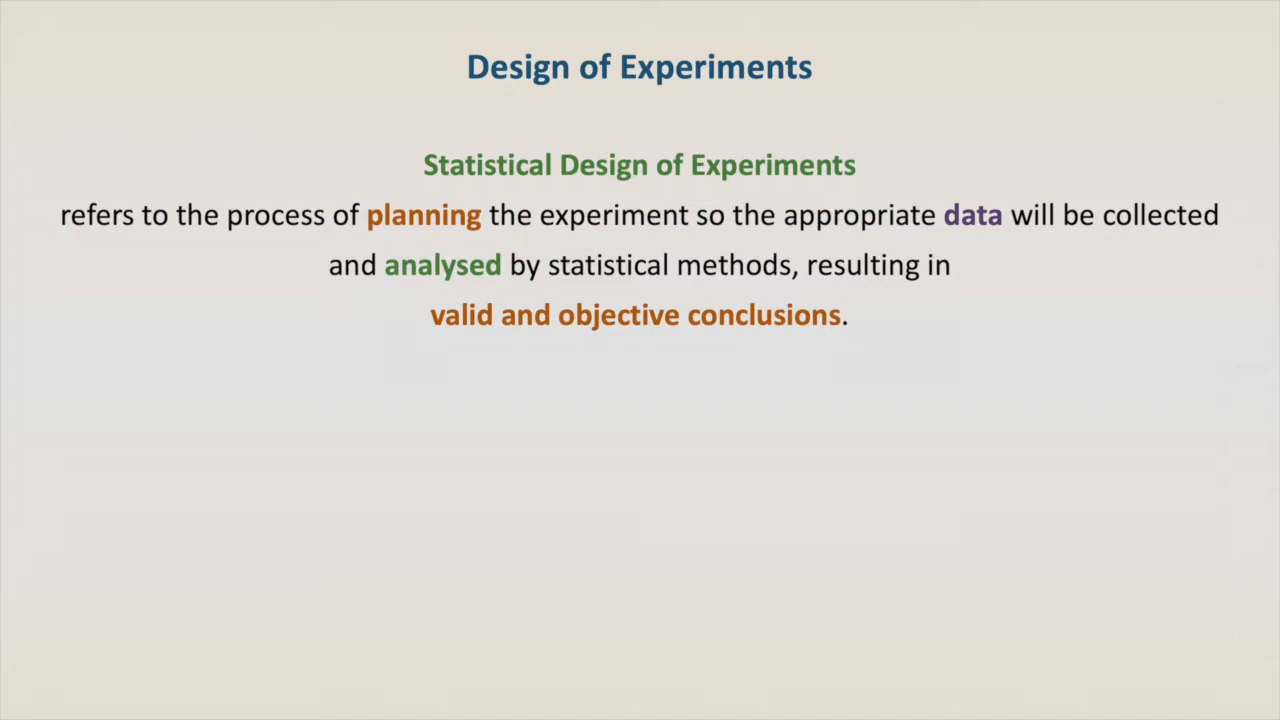 Design of Experiments
Statistical Design of Experiments
refers to the process of planning the experiment so the appropriate data will be collected
and analysed by statistical methods, resulting in
valid and objective conclusions.